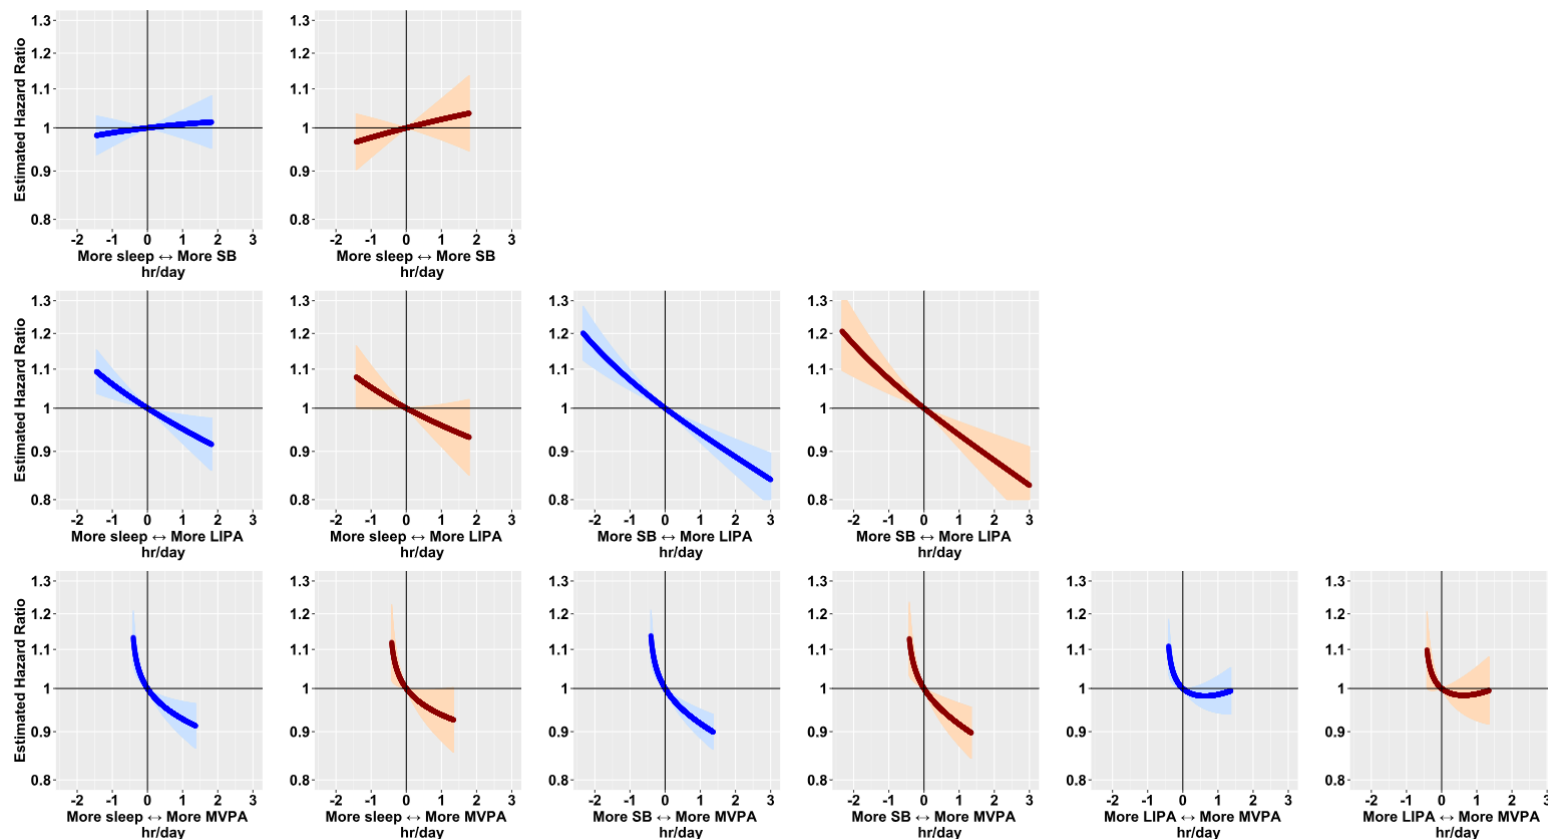 1.3 1.3
1.2 1.2
1.1 1.1
1 1
0.9 0.9
0.8 0.8
Estimated Hazard Ratio
-2 -1 0 1 2 3 -2 -1 0 1 2 3
More sleep ↔ More SB More sleep ↔ More SB
hr/day hr/day
1.3 1.3 1.3 1.3
1.2 1.2 1.2 1.2
1.1 1.1 1.1 1.1
1 1 1 1
0.9 0.9 0.9 0.9
0.8 0.8 0.8 0.8
Estimated Hazard Ratio
-2 -1 0 1 2 3 -2 -1 0 1 2 3 -2 -1 0 1 2 3 -2 -1 0 1 2 3
More sleep ↔ More LIPA More sleep ↔ More LIPA More SB ↔ More LIPA More SB ↔ More LIPA
hr/day hr/day hr/day hr/day
1.3 1.3 1.3 1.3 1.3 1.3
1.2 1.2 1.2 1.2 1.2 1.2
1.1 1.1 1.1 1.1 1.1 1.1
1 1 1 1 1 1
0.9 0.9 0.9 0.9 0.9 0.9
0.8 0.8 0.8 0.8 0.8 0.8
Estimated Hazard Ratio
-2 -1 0 1 2 3 -2 -1 0 1 2 3 -2 -1 0 1 2 3 -2 -1 0 1 2 3 -2 -1 0 1 2 3 -2 -1 0 1 2 3
More sleep ↔ More MVPA More sleep ↔ More MVPA More SB ↔ More MVPA More SB ↔ More MVPA More LIPA ↔ More MVPA More LIPA ↔ More MVPA
hr/day hr/day hr/day hr/day hr/day hr/day